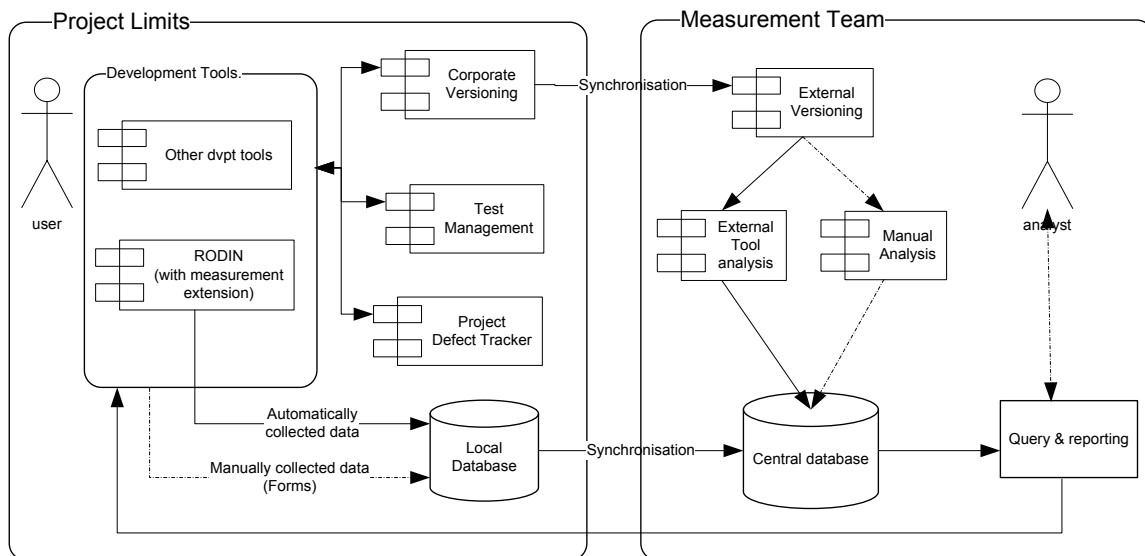 Project Limits
Measurement Team
Development Tools.
Corporate
Versioning
Synchronisation
External
Versioning
Other dvpt tools
user
Test
Management
External
Tool
analysis
Manual
Analysis
analyst
RODIN
(with measurement
extension)
Project
Defect Tracker
Automatically
collected data
Local
Database
Synchronisation
Central database
Query & reporting
Manually collected data
(Forms)